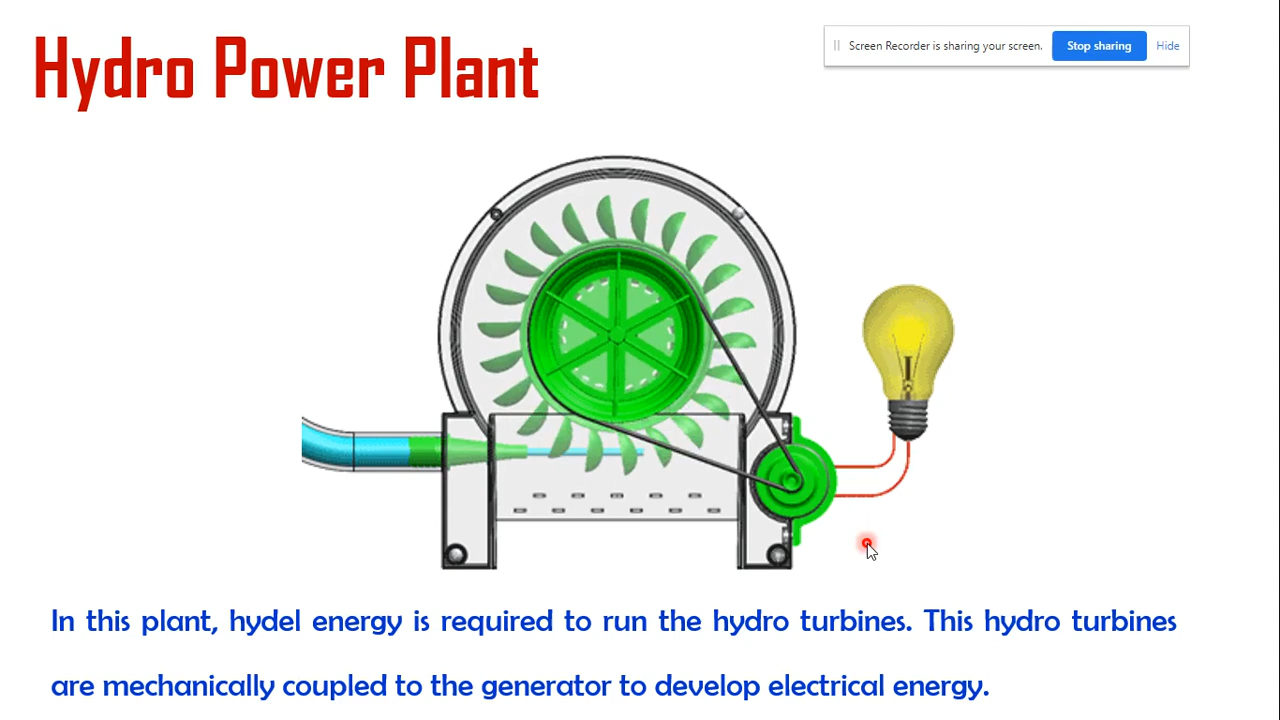 Hydro Power Plant
Screen Recorder is sharing your screen. Stop sharing Hide
In this plant, hydel energy is required to run the hydro turbines. This hydro turbines
are mechanically coupled to the generator to develop electrical energy.